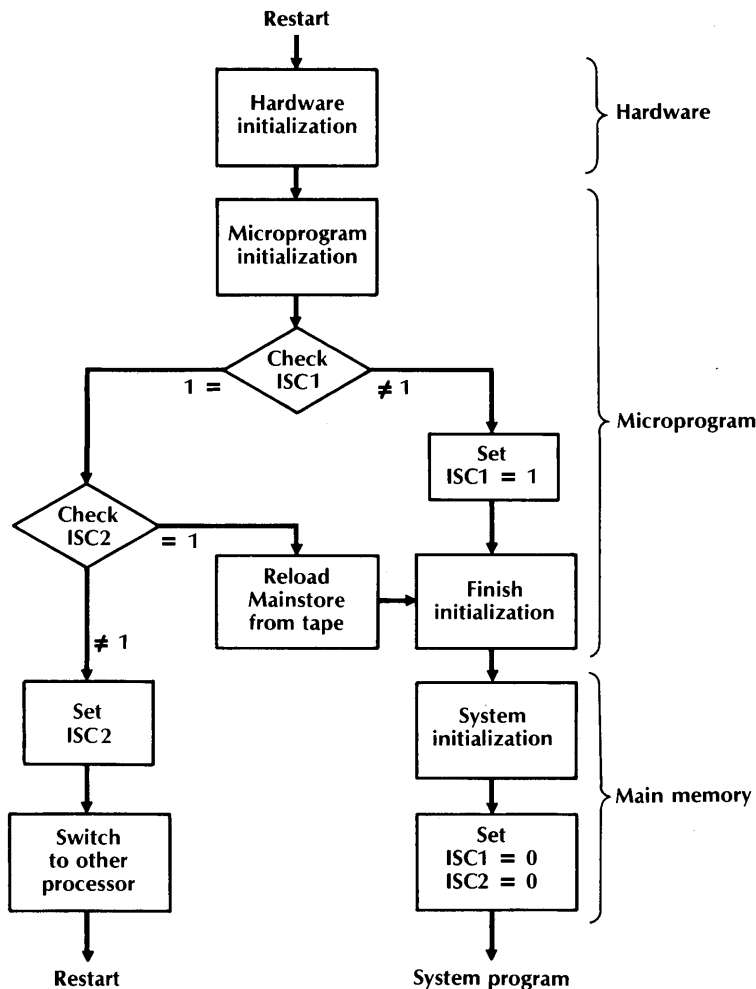 Restart
Hardware
initialization
Hardware
Microprogram
initialization
Check
ISC1
1 =
≠ 1
Microprogram
Set
ISC1 = 1
Check
ISC2
= 1
Reload
Mainstore
from tape
Finish
initialization
≠ 1
Set
ISC2
System
initialization
Main memory
Switch
to other
processor
Set
ISC1 = 0
ISC2 = 0
Restart
System program